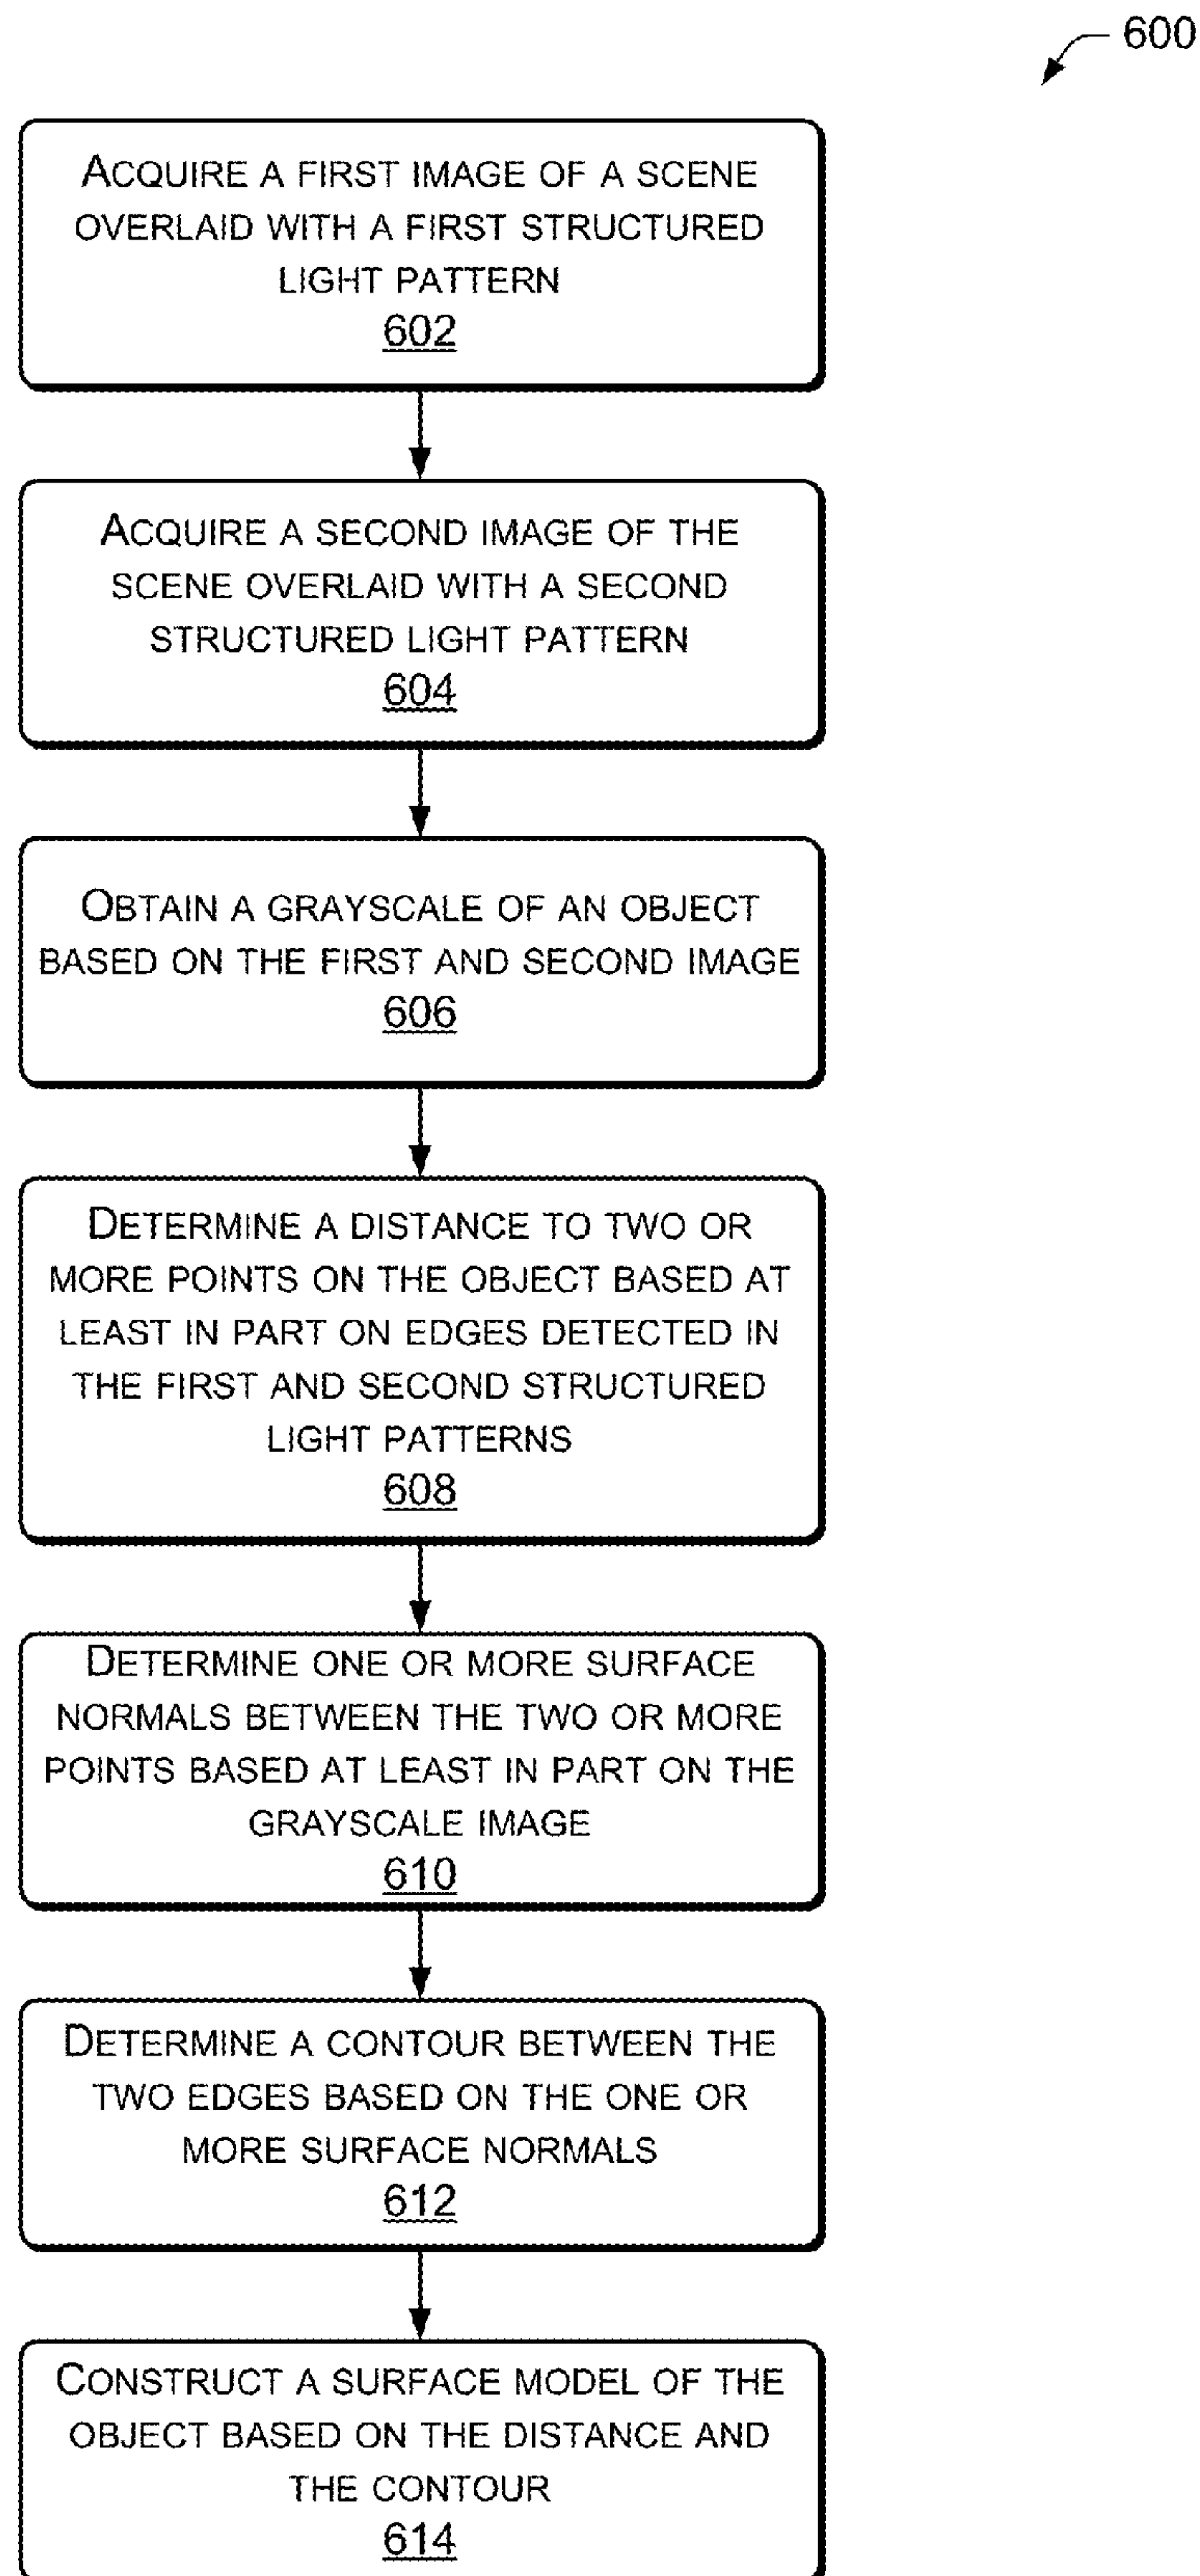 600
ACQUIRE A FIRST IMAGE OF A SCENE
OVERLAID WITH A FIRST STRUCTURED
LIGHT PATTERN
602
ACQUIRE A SECOND IMAGE OF THE
SCENE OVERLAID WITH A SECOND
STRUCTURED LIGHT PATTERN
604
OBTAIN A GRAYSCALE OF AN OBJECT
BASED ON THE FIRST AND SECOND IMAGE
606
DETERMINE A DISTANCE TO TWO OR
MORE POINTS ON THE OBJECT BASED AT
LEAST IN PART ON EDGES DETECTED IN
THE FIRST AND SECOND STRUCTURED
LIGHT PATTERNS
608
DETERMINE ONE OR MORE SURFACE
NORMALS BETWEEN THE TWO OR MORE
POINTS BASED AT LEAST IN PART ON THE
GRAYSCALE IMAGE
610
DETERMINE A CONTOUR BETWEEN THE
TWO EDGES BASED ON THE ONE OR
MORE SURFACE NORMALS
612
CONSTRUCT A SURFACE MODEL OF THE
OBJECT BASED ON THE DISTANCE AND
THE CONTOUR
614